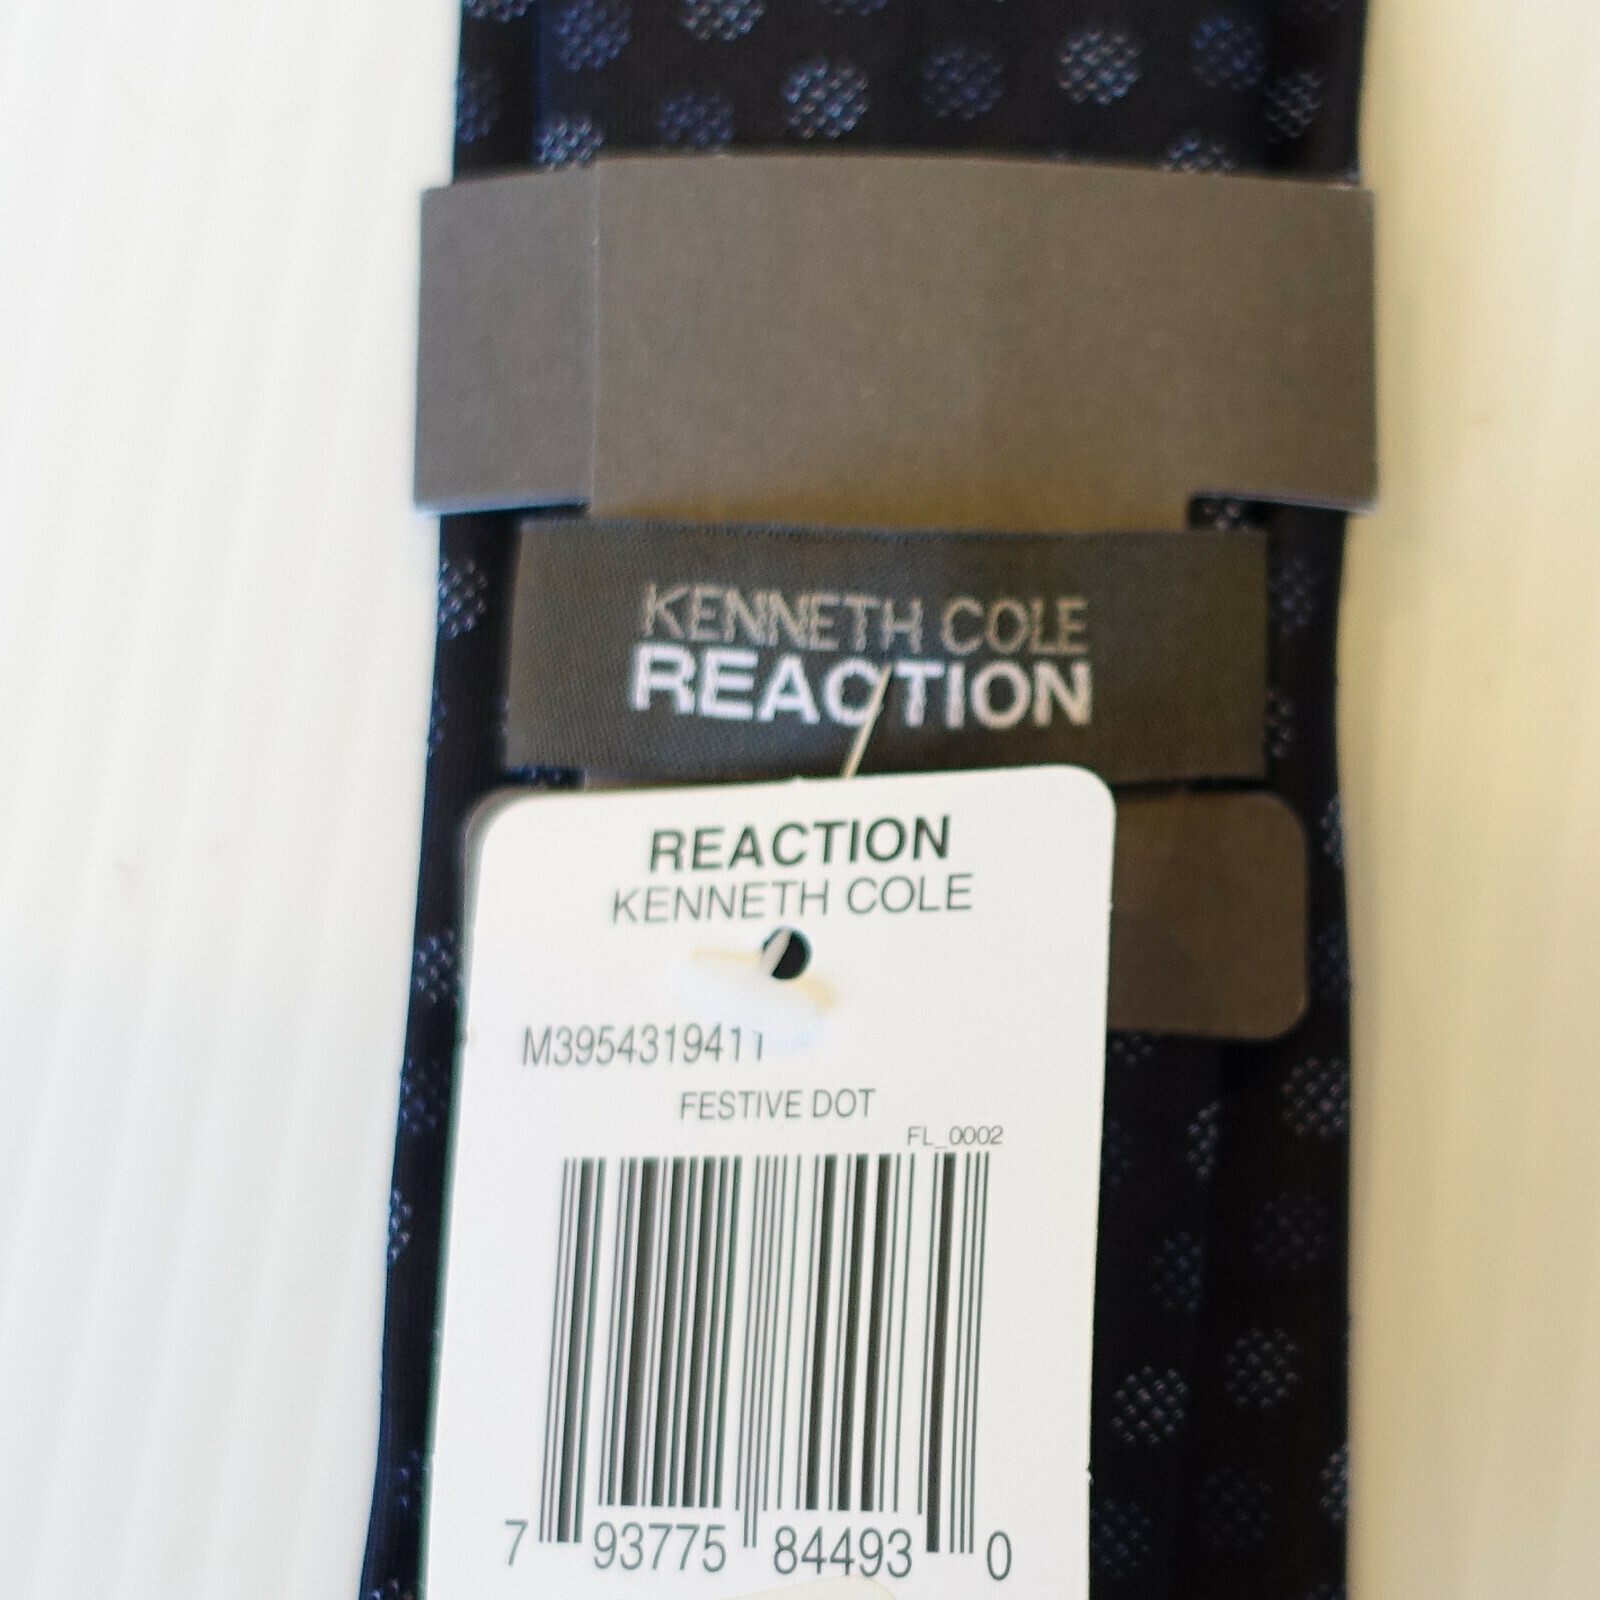 KENNETH COLE
REACTION
REACTION
KENNETH COLE
M3954319411
FESTIVE DOT
FL_0002
7 93775 84493 0